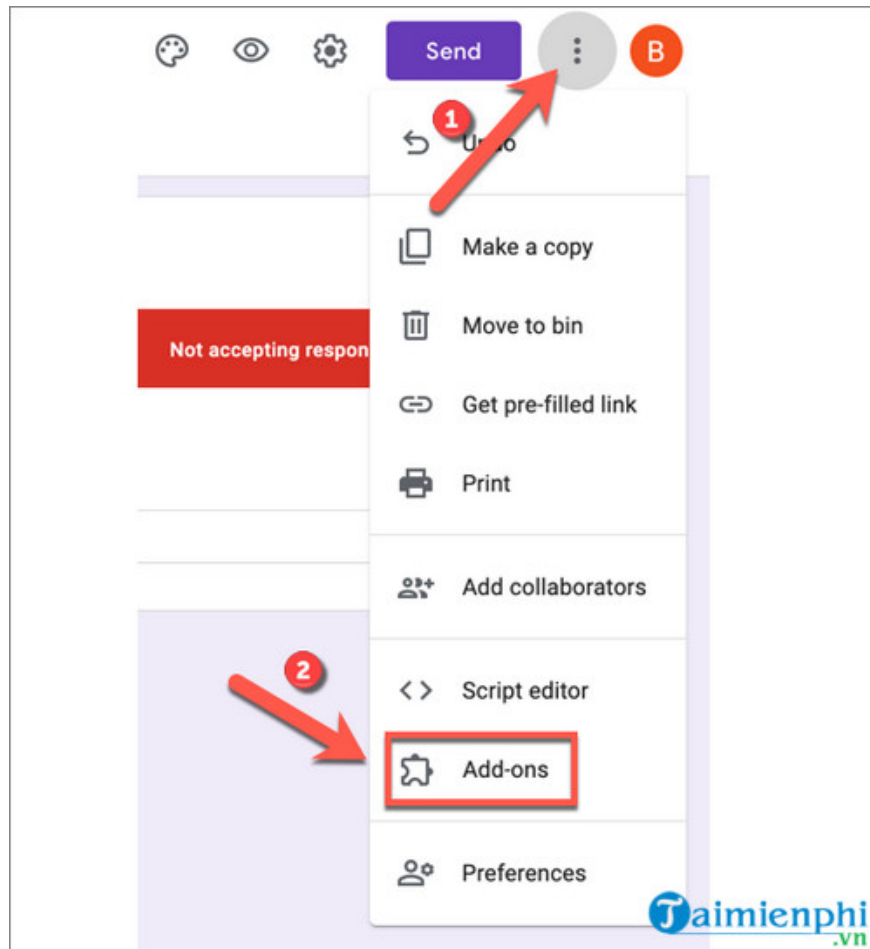 Send
B
1
Undo
Make a copy
Move to bin
Not accepting respon
Get pre-filled link
Print
Add collaborators
2
Script editor
Add-ons
Preferences
Taimienphi
.vn